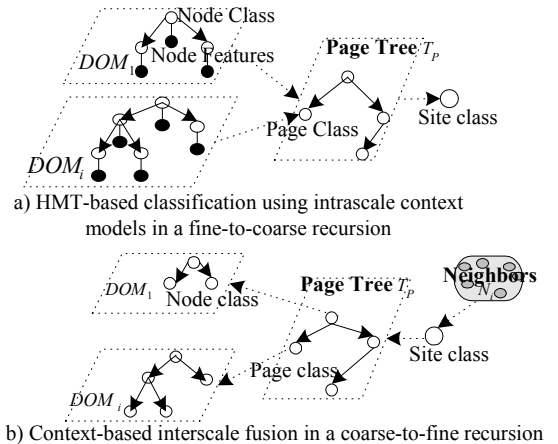 Node Class
DOM1
Node Features
Page Tree TP
Page Class
Site class
DOMi
a) HMT-based classification using intrascale context
models in a fine-to-coarse recursion
DOM1
Node class
Page Tree TP
Neighbors
Ni
Page class
Site class
DOMi
b) Context-based interscale fusion in a coarse-to-fine recursion